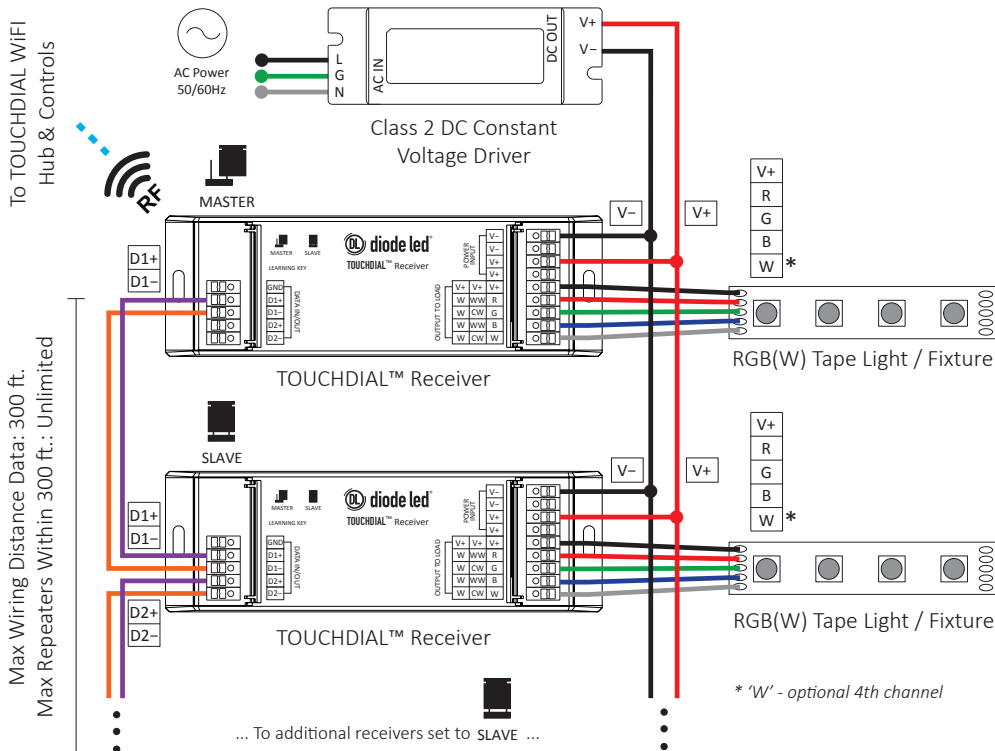 To TOUCHDIAL WiFI
Hub & Controls
AC Power
50/60Hz
L
G
N
AC IN
DC OUT
V+
V−
Class 2 DC Constant
Voltage Driver
RF
MASTER
D1+
D1−
MASTER
SLAVE
LEARNING KEY
DL diode led®
TOUCHDIAL™ Receiver
GND
D1+
D1−
D2+
D2−
DATA IN/OUT
POWER INPUT
V−
V−
V+
V+
OUTPUT TO LOAD
V+ V+ V+
W WW R
W CW G
W WW B
W CW W
V−
V+
V+
R
G
B
W *
TOUCHDIAL™ Receiver
RGB(W) Tape Light / Fixture
Max Wiring Distance Data: 300 ft.
Max Repeaters Within 300 ft.: Unlimited
SLAVE
D1+
D1−
D2+
D2−
MASTER
SLAVE
LEARNING KEY
DL diode led®
TOUCHDIAL™ Receiver
GND
D1+
D1−
D2+
D2−
DATA IN/OUT
POWER INPUT
V−
V−
V+
V+
OUTPUT TO LOAD
V+ V+ V+
W WW R
W CW G
W WW B
W CW W
V−
V+
V+
R
G
B
W *
TOUCHDIAL™ Receiver
RGB(W) Tape Light / Fixture
* ‘W’ - optional 4th channel
... To additional receivers set to SLAVE ...